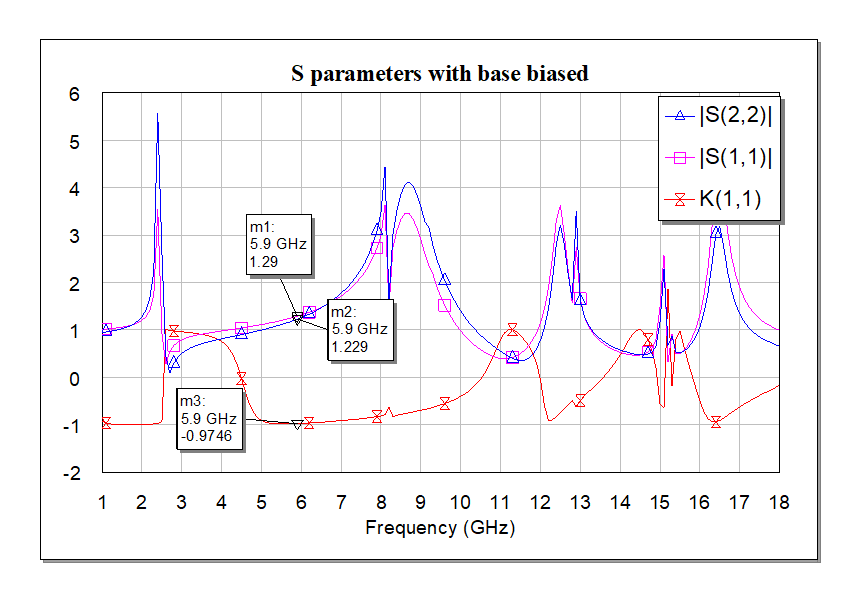 S parameters with base biased
6
5
4
3
2
1
0
-1
-2
|S(2,2)|
|S(1,1)|
K(1,1)
m1:
5.9 GHz
1.29
m2:
5.9 GHz
1.229
m3:
5.9 GHz
-0.9746
1 2 3 4 5 6 7 8 9 10 11 12 13 14 15 16 17 18
Frequency (GHz)